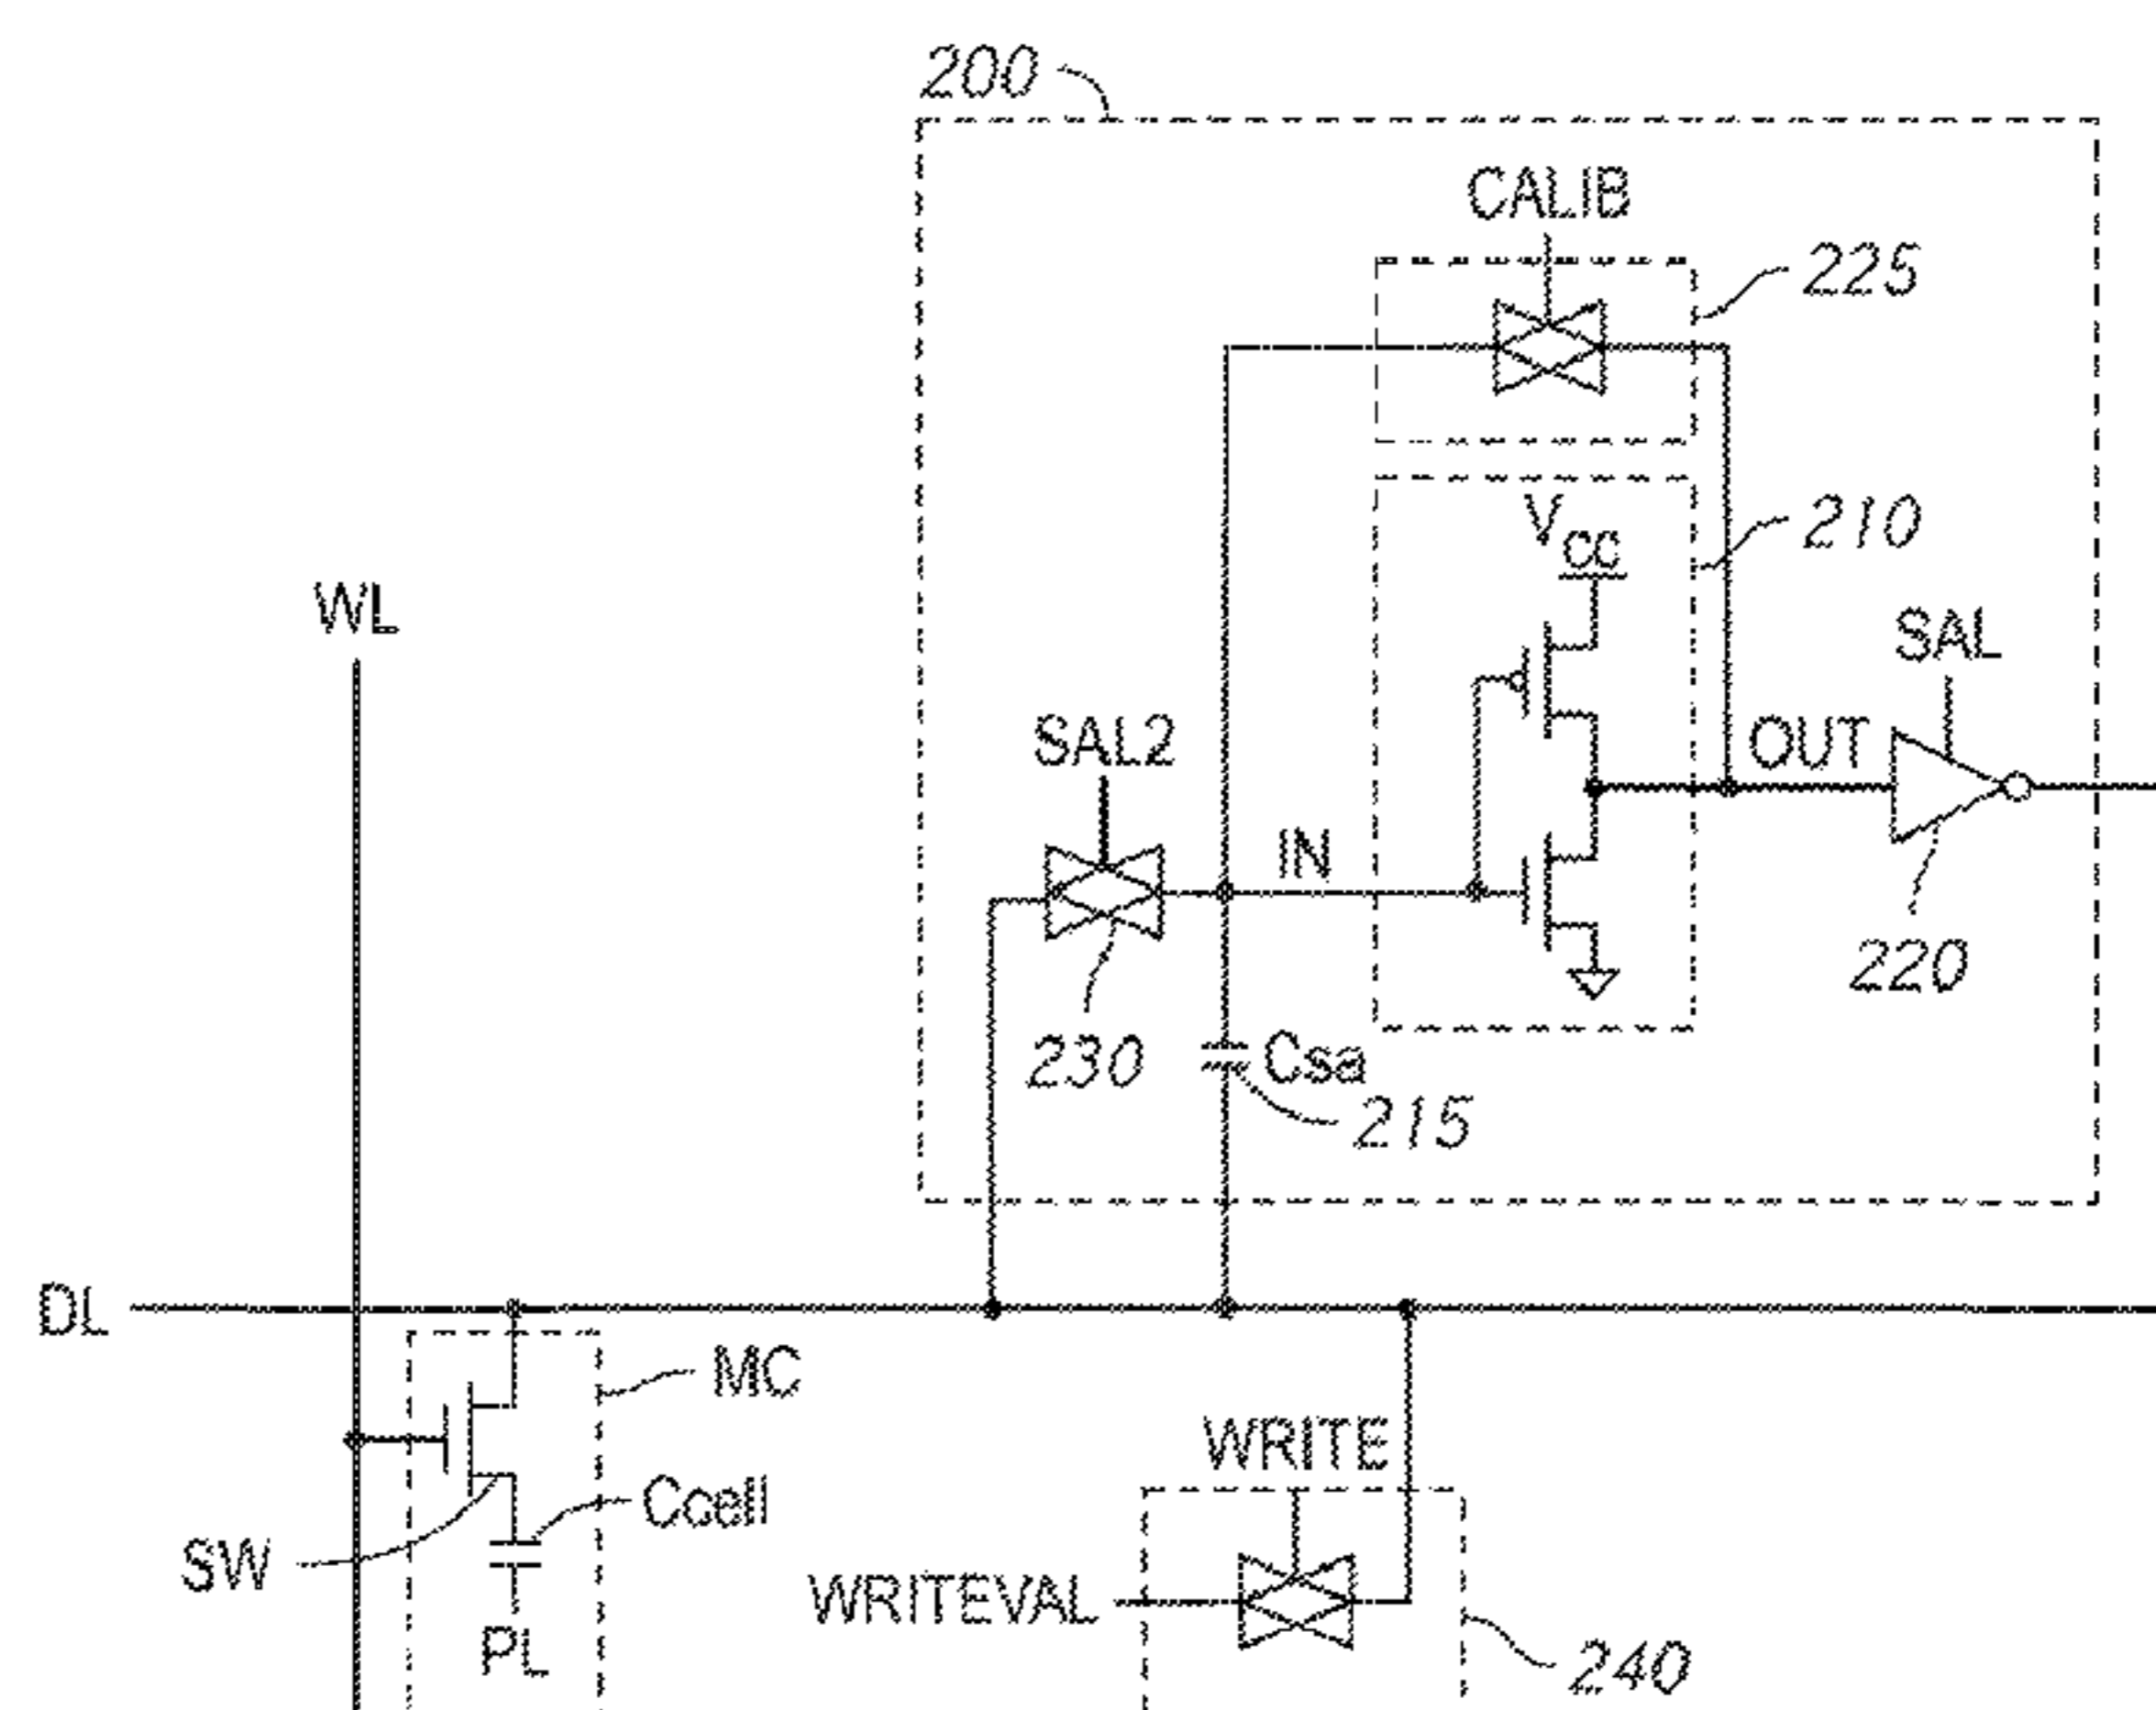 200
CALIB
225
VCC
210
WL
SAL
SAL2
OUT
IN
220
230
Csa
215
DL
MC
WRITE
Ccell
SW
WRITEVAL
PL
240